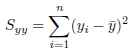 S_{yy} = \sum_{i=1}^{n} (y_i - \bar{y})^2